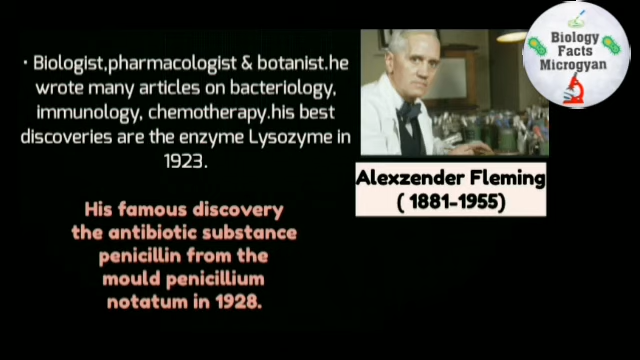 • Biologist,pharmacologist & botanist.he
wrote many articles on bacteriology,
immunology, chemotherapy.his best
discoveries are the enzyme Lysozyme in
1923.
His famous discovery
the antibiotic substance
penicillin from the
mould penicillium
notatum in 1928.
Alexzender Fleming
( 1881-1955)
Biology
Facts
Microgyan